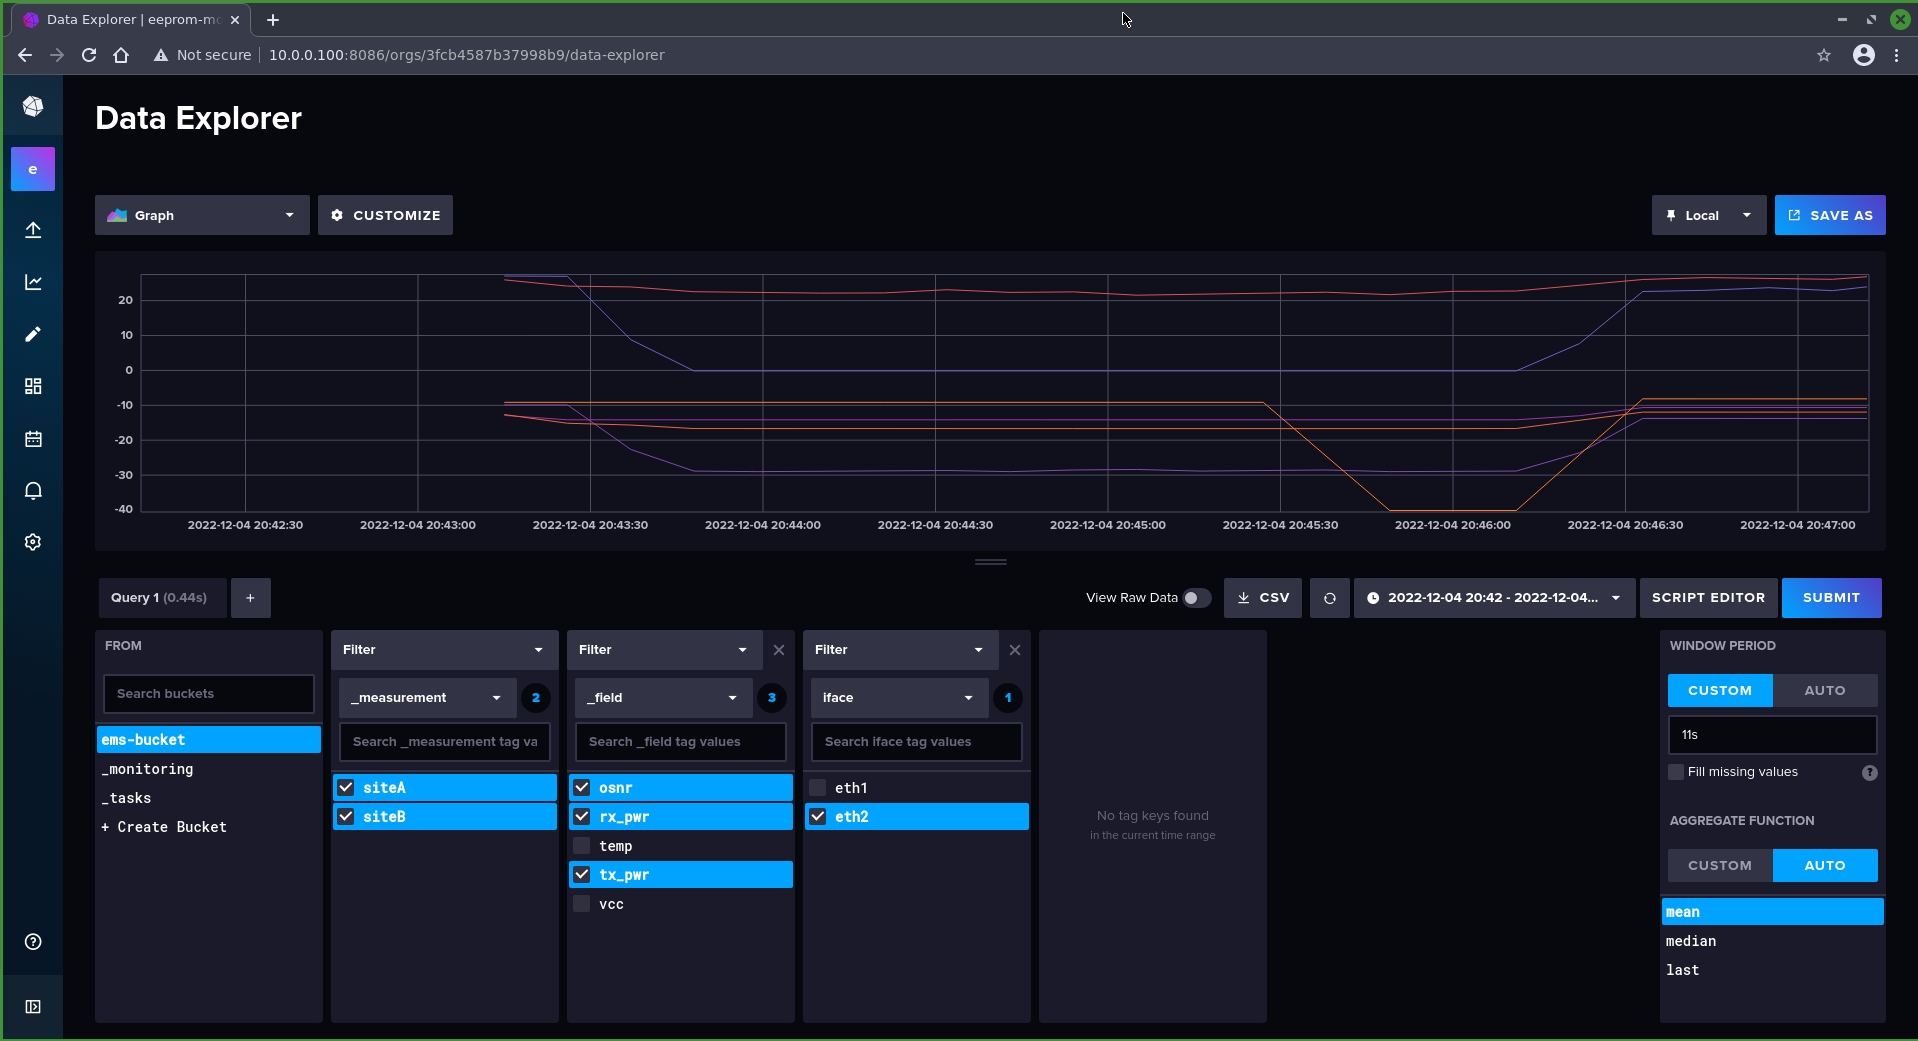 Data Explorer | eeprom-mo
Not secure
10.0.0.100:8086/orgs/3fcb4587b37998b9/data-explorer
Data Explorer
e
Graph
CUSTOMIZE
Local
SAVE AS
20
10
0
-10
-20
-30
-40
2022-12-04 20:42:30
2022-12-04 20:43:00
2022-12-04 20:43:30
2022-12-04 20:44:00
2022-12-04 20:44:30
2022-12-04 20:45:00
2022-12-04 20:45:30
2022-12-04 20:46:00
2022-12-04 20:46:30
2022-12-04 20:47:00
Query 1 (0.44s)
+
View Raw Data
CSV
2022-12-04 20:42 - 2022-12-04...
SCRIPT EDITOR
SUBMIT
FROM
Search buckets
ems-bucket
_monitoring
_tasks
+ Create Bucket
Filter
_measurement
2
Search _measurement tag va
siteA
siteB
Filter
_field
3
Search _field tag values
osnr
rx_pwr
temp
tx_pwr
vcc
Filter
iface
1
Search iface tag values
eth1
eth2
No tag keys found
in the current time range
WINDOW PERIOD
CUSTOM
AUTO
11s
Fill missing values
?
AGGREGATE FUNCTION
CUSTOM
AUTO
mean
median
last